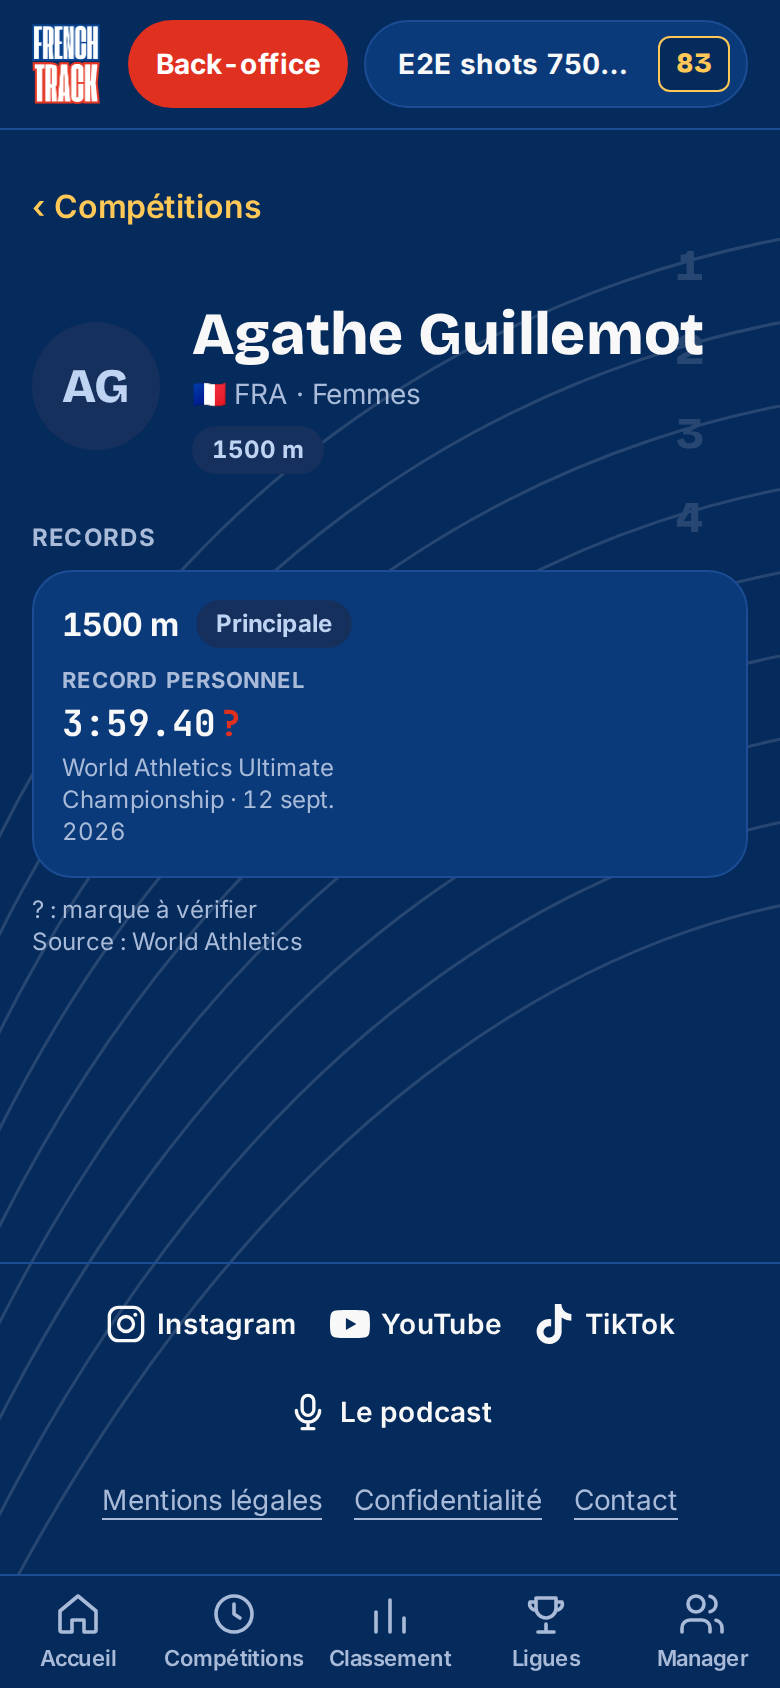 FRENCH
TRACK
Back-office
E2E shots 750...
83
‹ Compétitions
1
2
3
4
AG
Agathe Guillemot
🇫🇷 FRA · Femmes
1500 m
RECORDS
1500 m
Principale
RECORD PERSONNEL
3:59.40 ?
World Athletics Ultimate
Championship · 12 sept.
2026
? : marque à vérifier
Source : World Athletics
Instagram
YouTube
TikTok
Le podcast
Mentions légales
Confidentialité
Contact
Accueil
Compétitions
Classement
Ligues
Manager